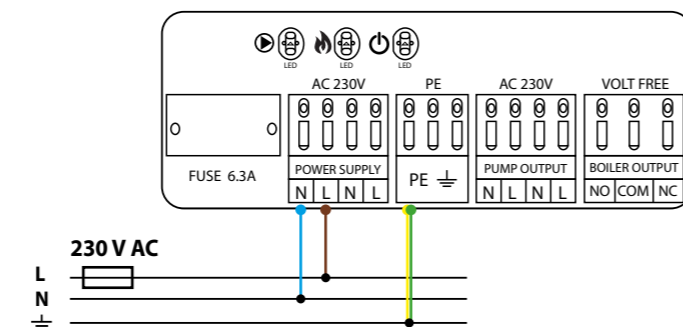 LED LED LED
AC 230V PE AC 230V VOLT FREE
FUSE 6.3A
POWER SUPPLY PE PUMP OUTPUT BOILER OUTPUT
N L N L N L N L NO COM NC
230 V AC
L
N